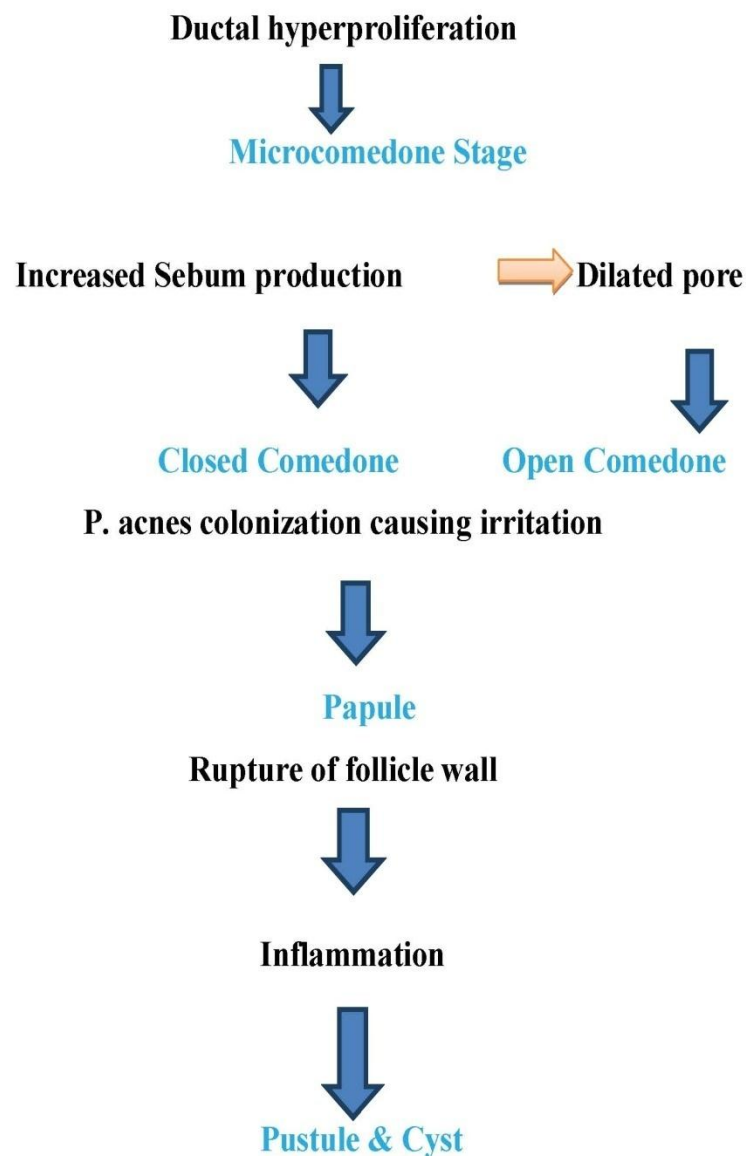 Ductal hyperproliferation
Microcomedone Stage
Increased Sebum production
Dilated pore
Closed Comedone
Open Comedone
P. acnes colonization causing irritation
Papule
Rupture of follicle wall
Inflammation
Pustule & Cyst